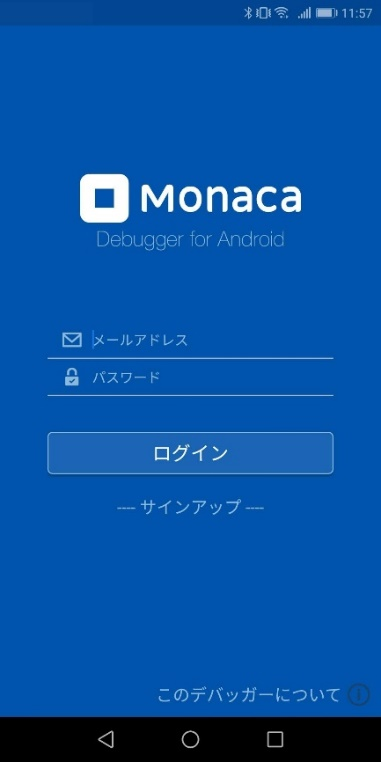 11:57
Monaca
Debugger for Android
メールアドレス
パスワード
ログイン
---- サインアップ ----
このデバッガーについて